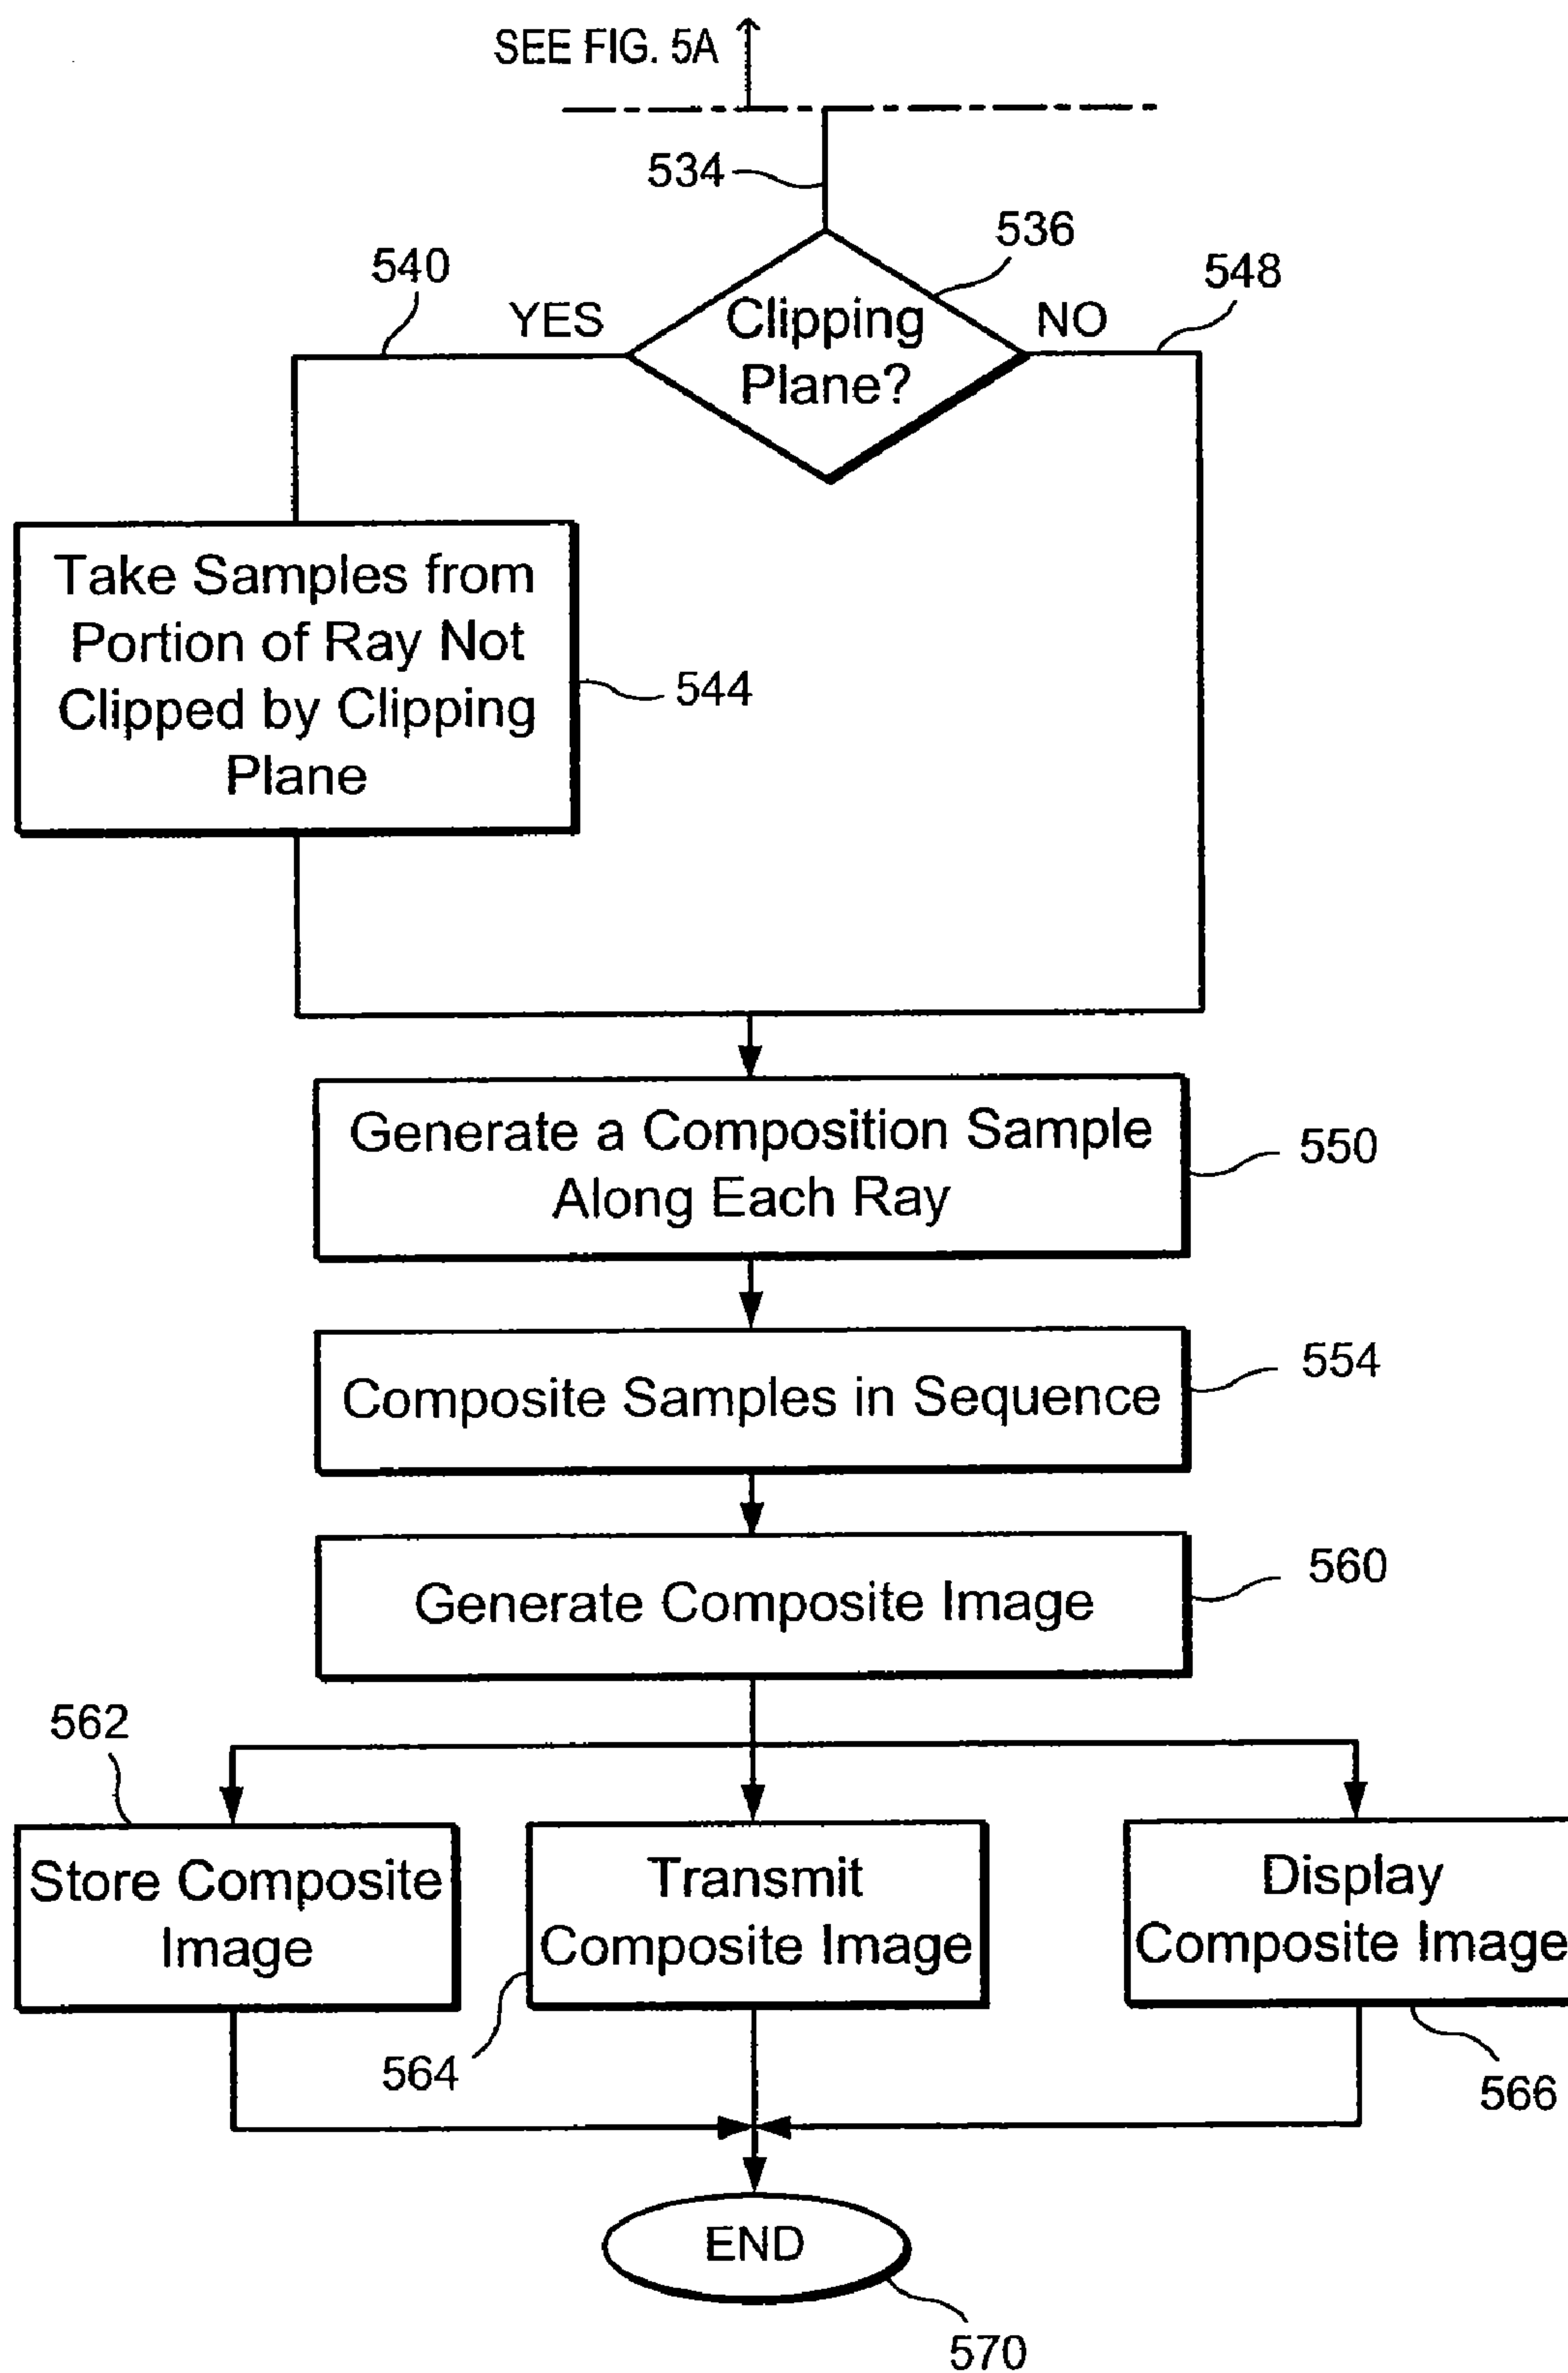 SEE FIG. 5A
534
536
540
548
YES
NO
Clipping
Plane?
Take Samples from
Portion of Ray Not
Clipped by Clipping
Plane
544
Generate a Composition Sample
Along Each Ray
550
Composite Samples in Sequence
554
Generate Composite Image
560
562
Store Composite
Image
Transmit
Composite Image
564
Display
Composite Image
566
END
570